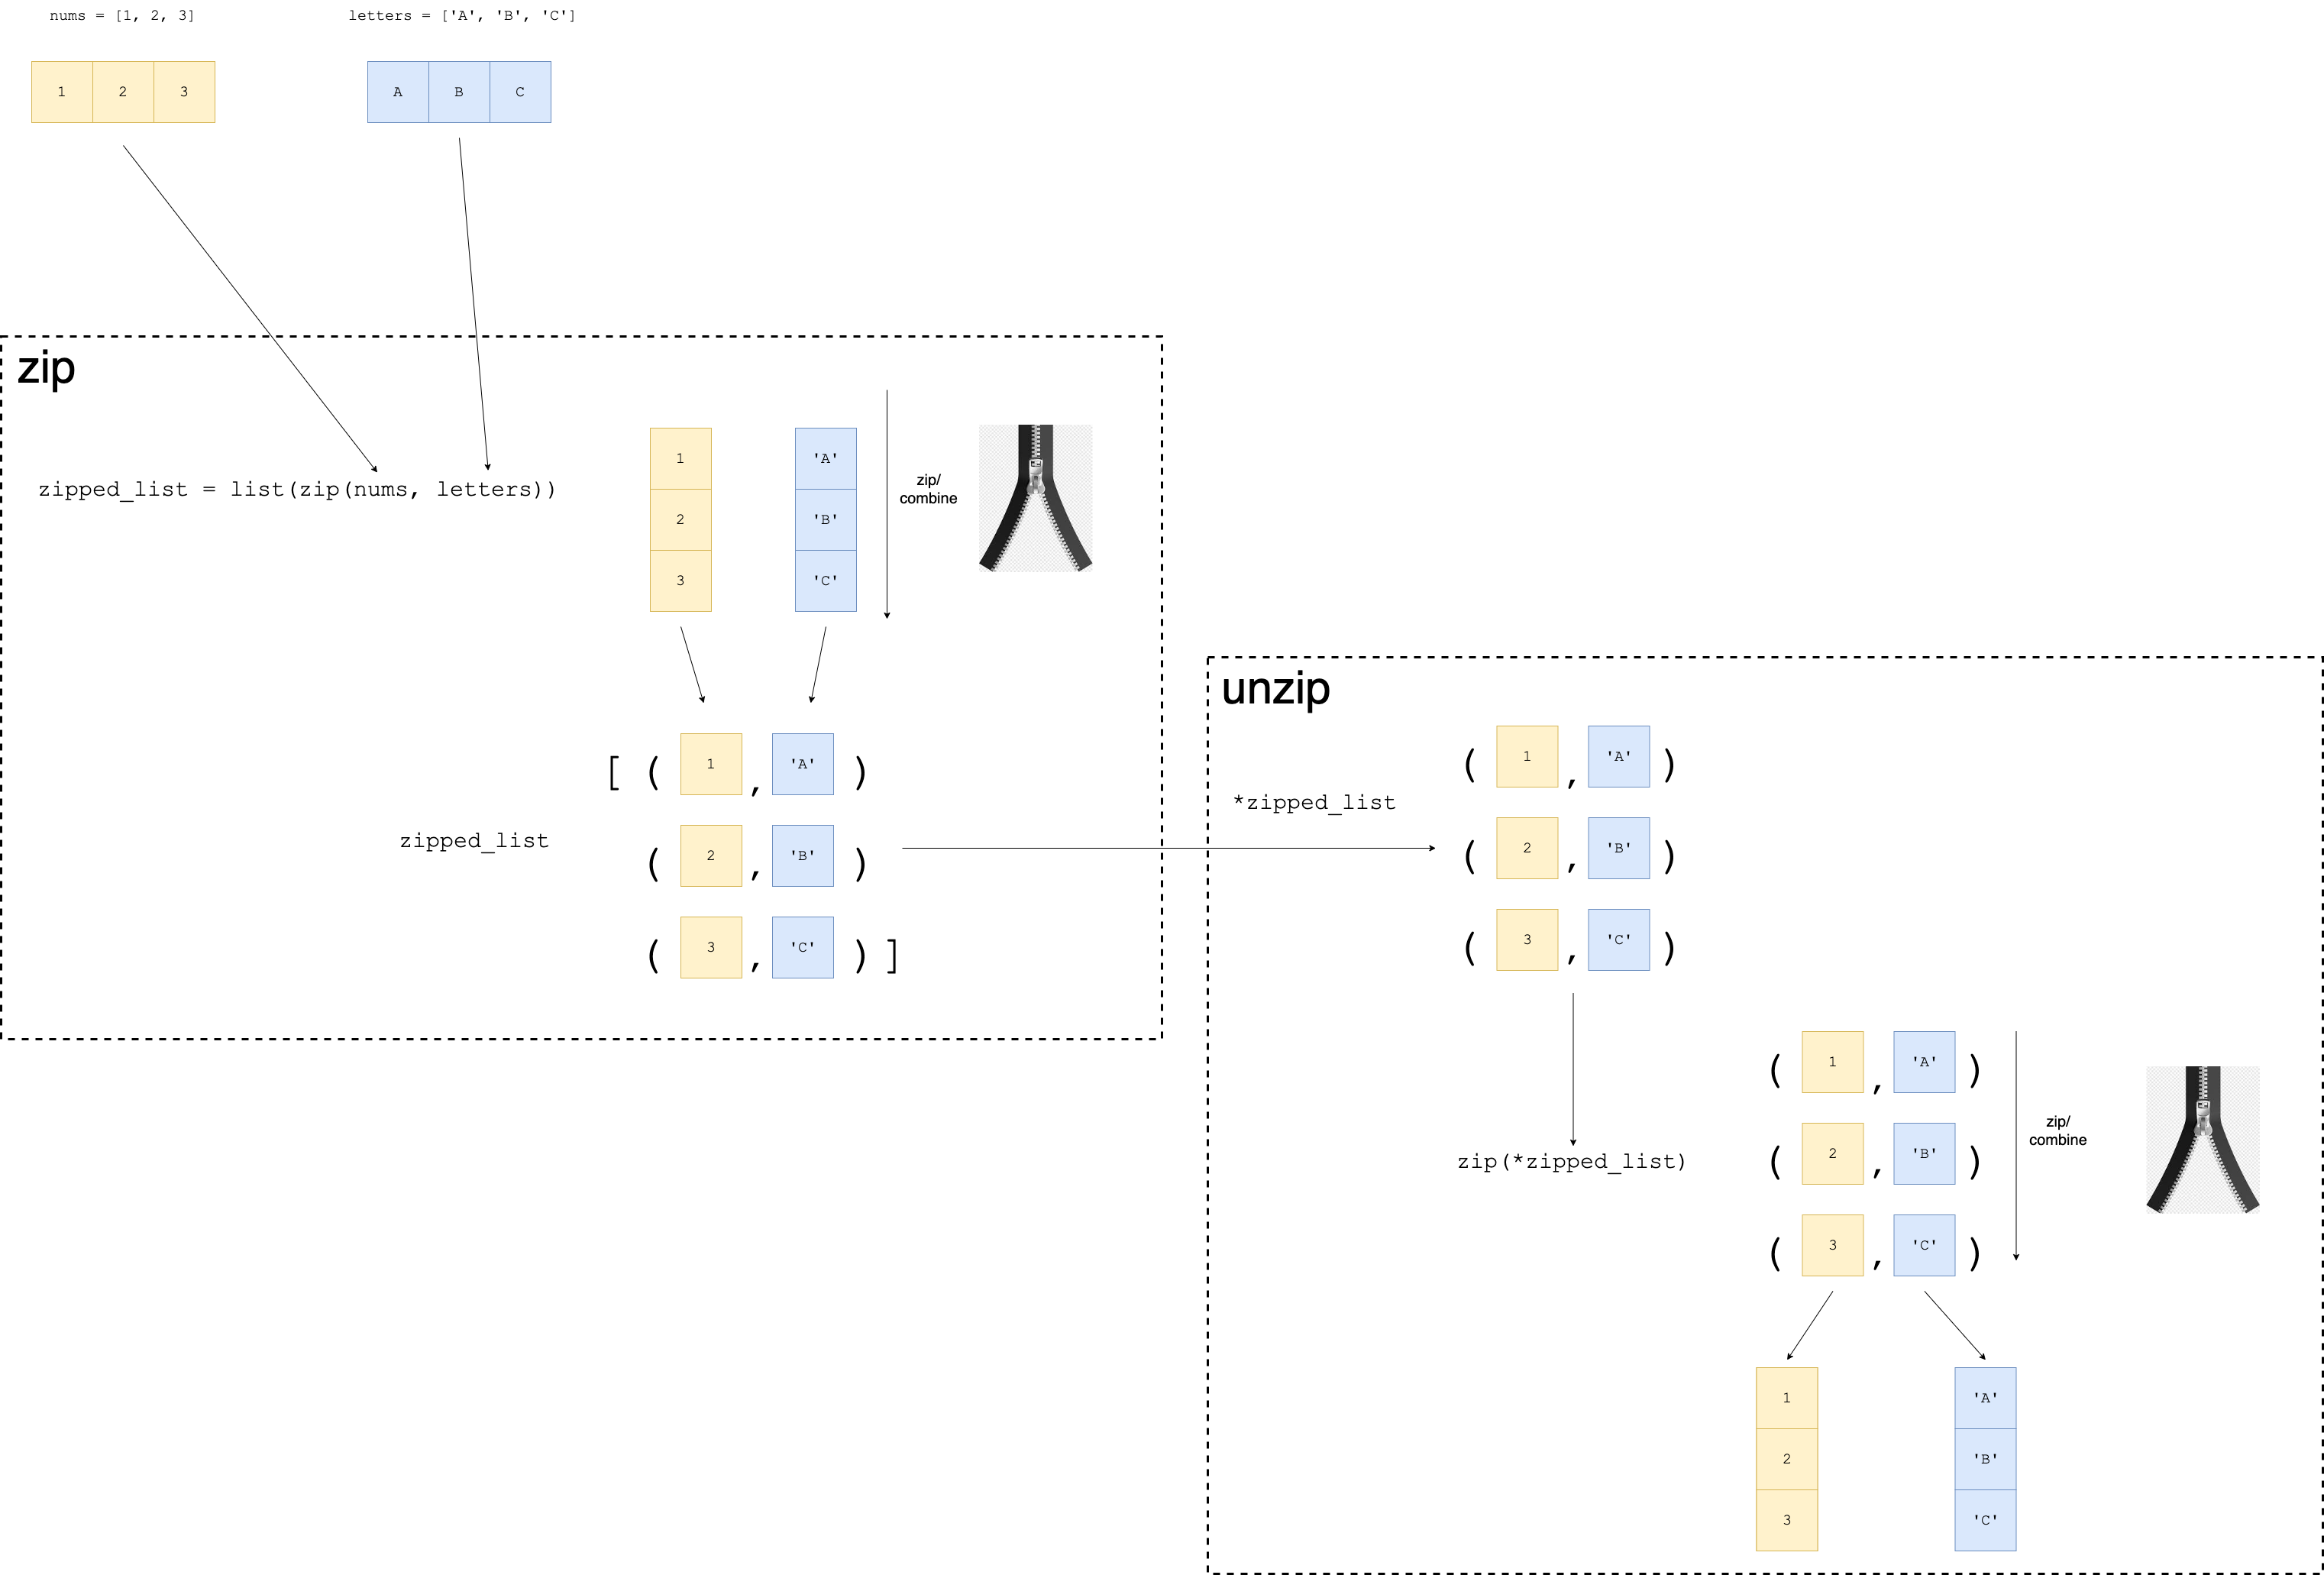 nums = [1, 2, 3]
letters = ['A', 'B', 'C']
1 2 3
A B C
zip
zipped_list = list(zip(nums, letters))
1 'A'
2 'B'
3 'C'
zip/
combine
zipped_list
[ ( 1 , 'A' )
( 2 , 'B' )
( 3 , 'C' ) ]
unzip
*zipped_list
( 1 , 'A' )
( 2 , 'B' )
( 3 , 'C' )
zip(*zipped_list)
( 1 , 'A' )
( 2 , 'B' )
( 3 , 'C' )
zip/
combine
1 'A'
2 'B'
3 'C'